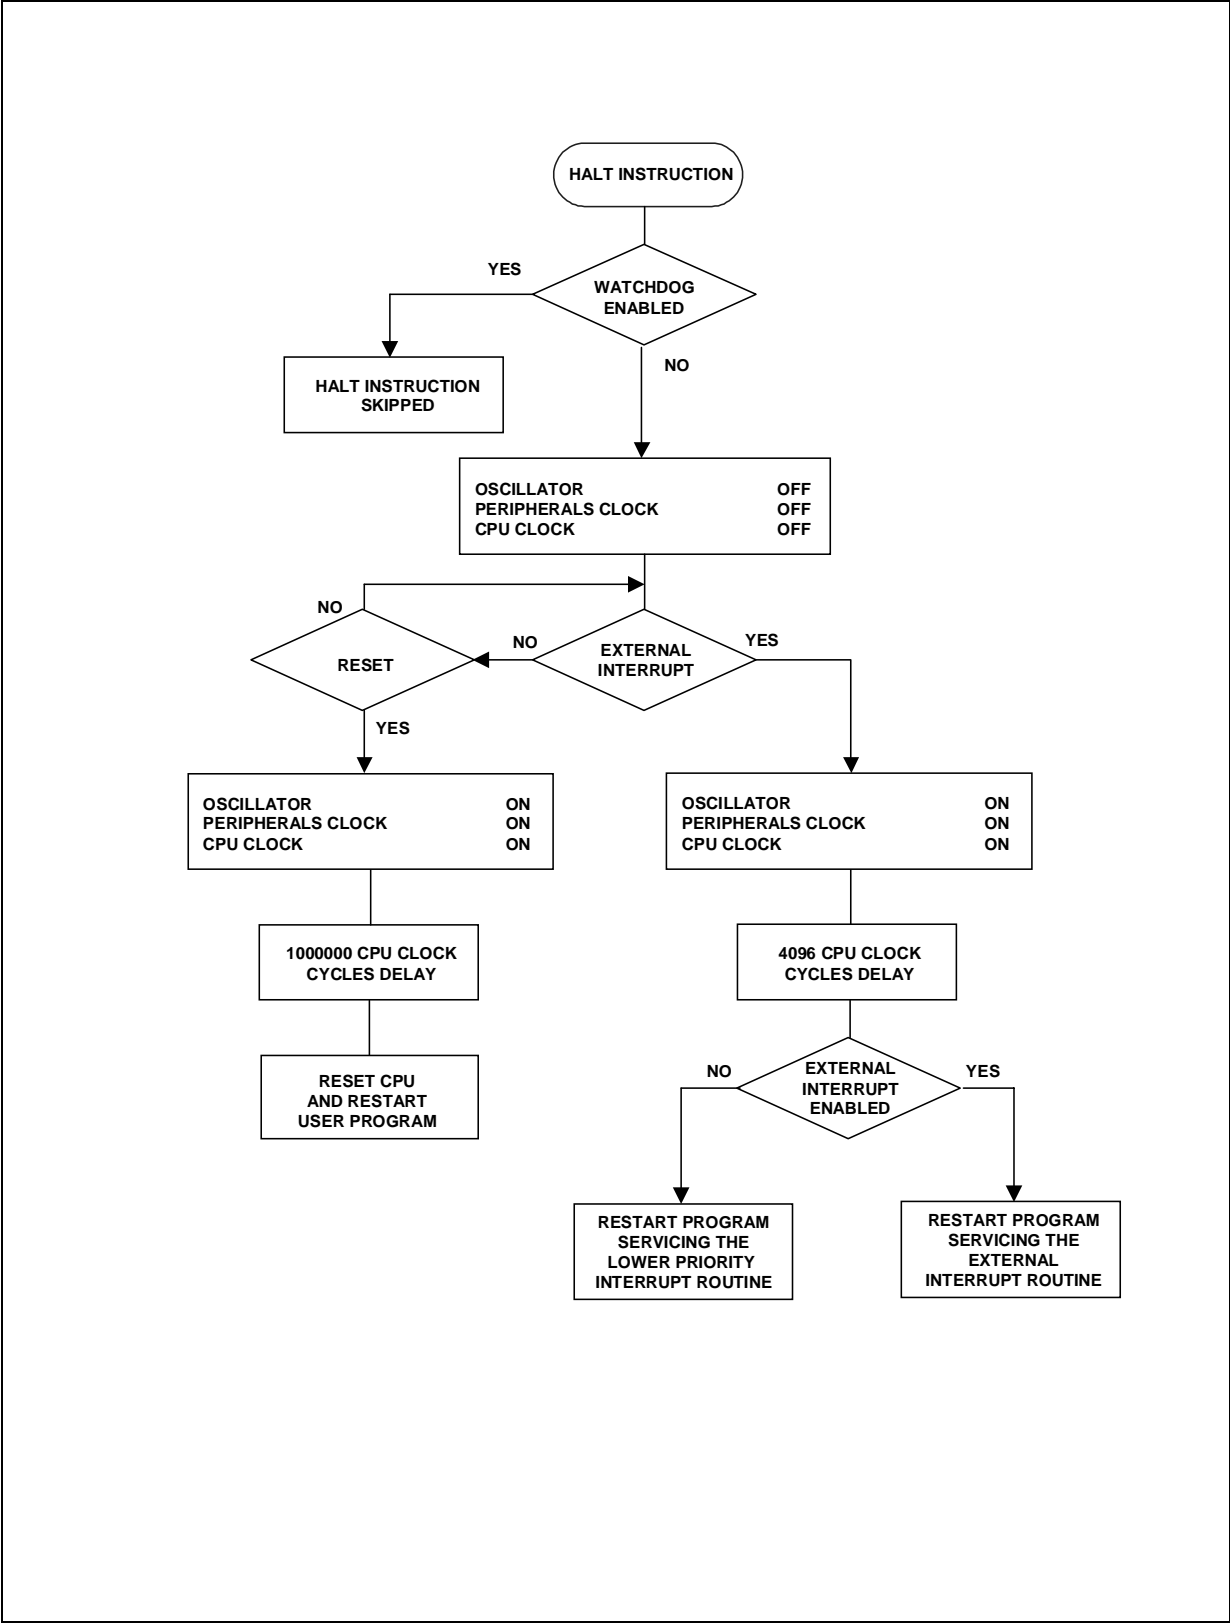 HALT INSTRUCTION
YES
WATCHDOG
ENABLED
NO
HALT INSTRUCTION
SKIPPED
OSCILLATOR OFF
PERIPHERALS CLOCK OFF
CPU CLOCK OFF
NO
RESET
NO
EXTERNAL
INTERRUPT
YES
YES
OSCILLATOR ON
PERIPHERALS CLOCK ON
CPU CLOCK ON
OSCILLATOR ON
PERIPHERALS CLOCK ON
CPU CLOCK ON
1000000 CPU CLOCK
CYCLES DELAY
4096 CPU CLOCK
CYCLES DELAY
RESET CPU
AND RESTART
USER PROGRAM
NO
EXTERNAL
INTERRUPT
ENABLED
YES
RESTART PROGRAM
SERVICING THE
LOWER PRIORITY
INTERRUPT ROUTINE
RESTART PROGRAM
SERVICING THE
EXTERNAL
INTERRUPT ROUTINE